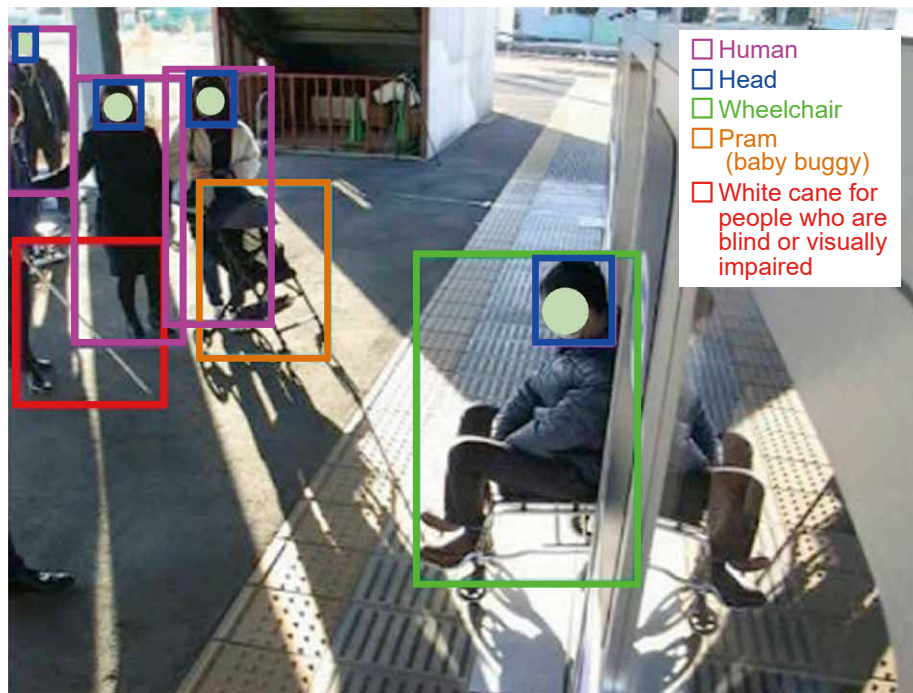 Human
Head
Wheelchair
Pram
(baby buggy)
White cane for
people who are
blind or visually
impaired